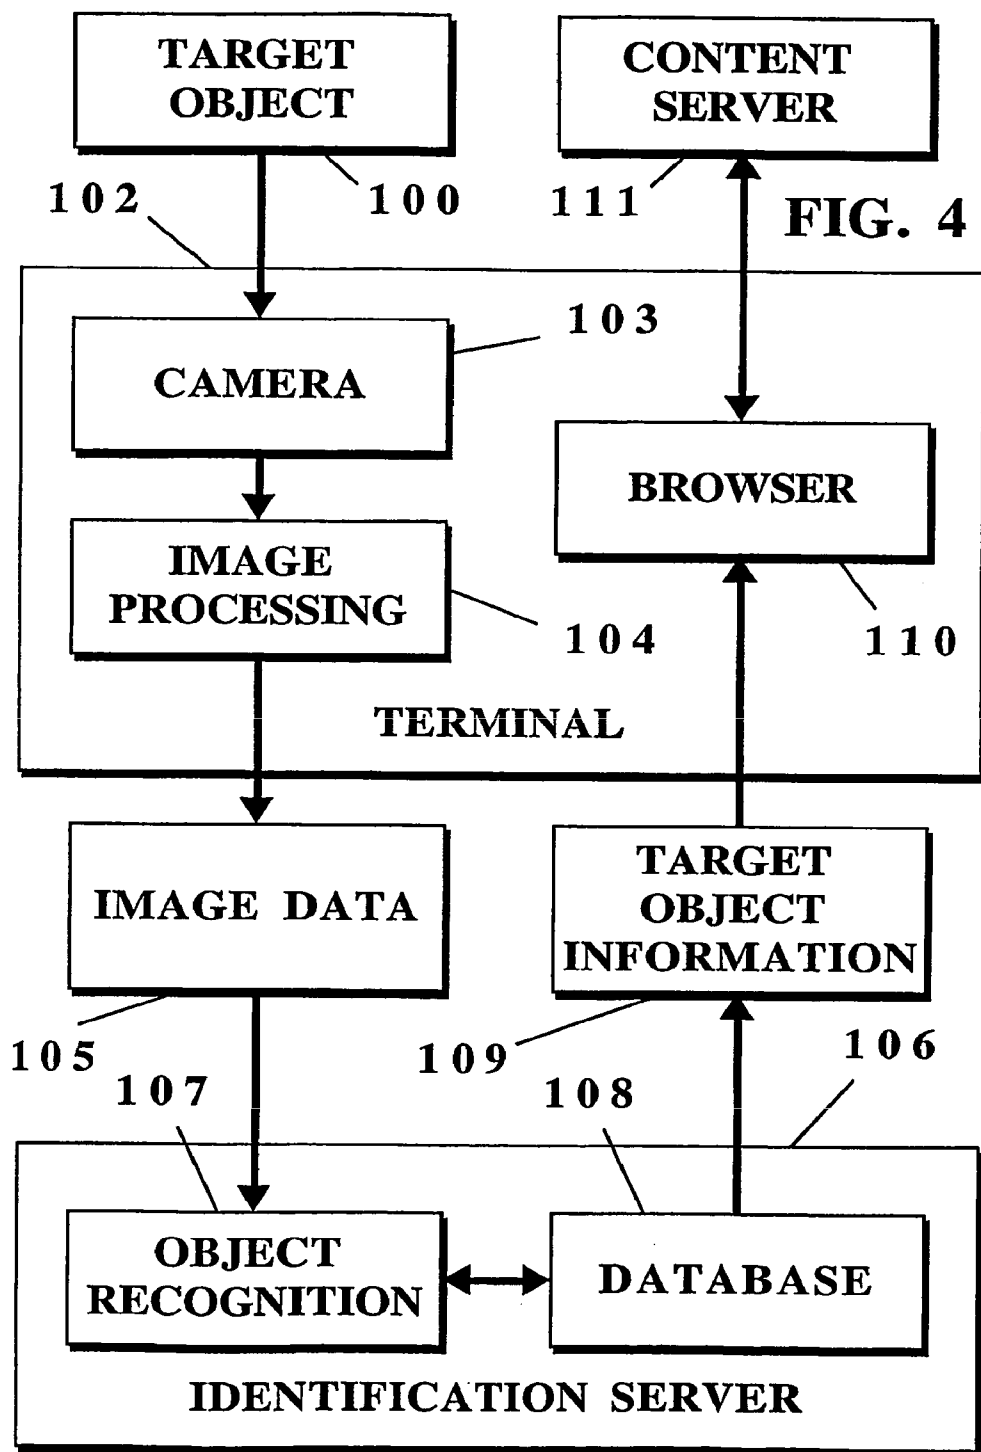 TARGET
OBJECT
CONTENT
SERVER
102
100
111
FIG. 4
103
CAMERA
BROWSER
IMAGE
PROCESSING
104
110
TERMINAL
IMAGE DATA
TARGET
OBJECT
INFORMATION
105
109
106
107
108
OBJECT
RECOGNITION
DATABASE
IDENTIFICATION SERVER